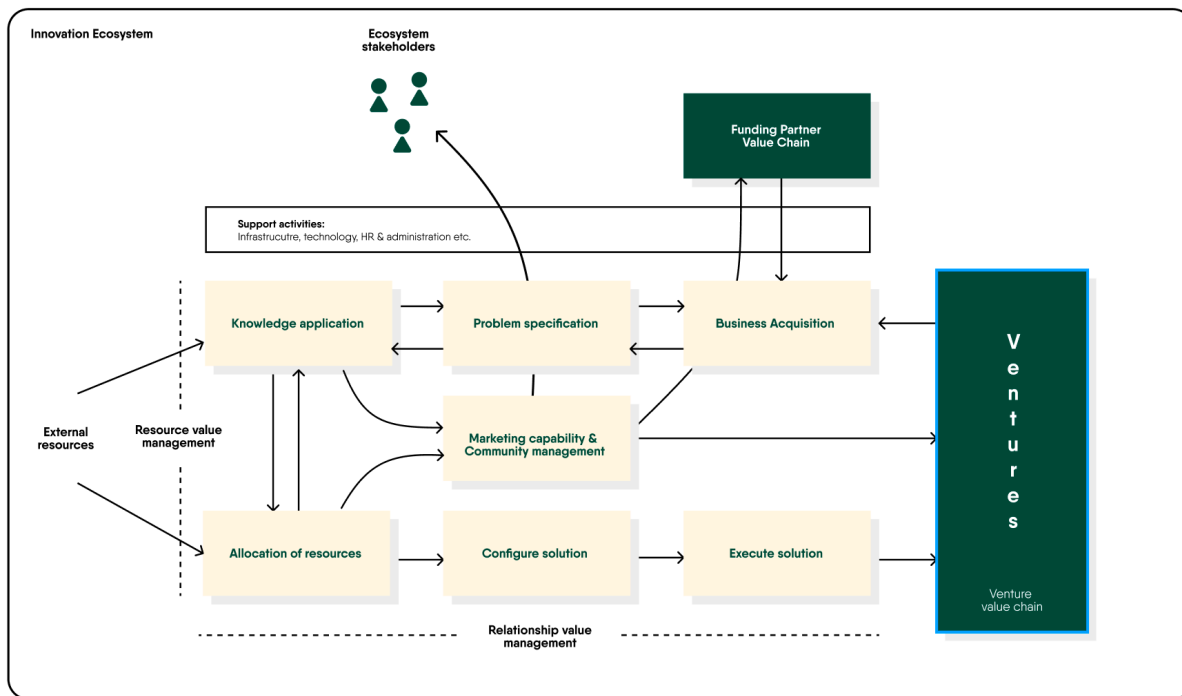 Innovation Ecosystem
Ecosystem
stakeholders
Funding Partner
Value Chain
Support activities:
Infrastrucutre, technology, HR & administration etc.
Knowledge application
Problem specification
Business Acquisition
Ventures
External
resources
Resource value
management
Marketing capability &
Community management
Allocation of resources
Configure solution
Execute solution
Venture
value chain
Relationship value
management